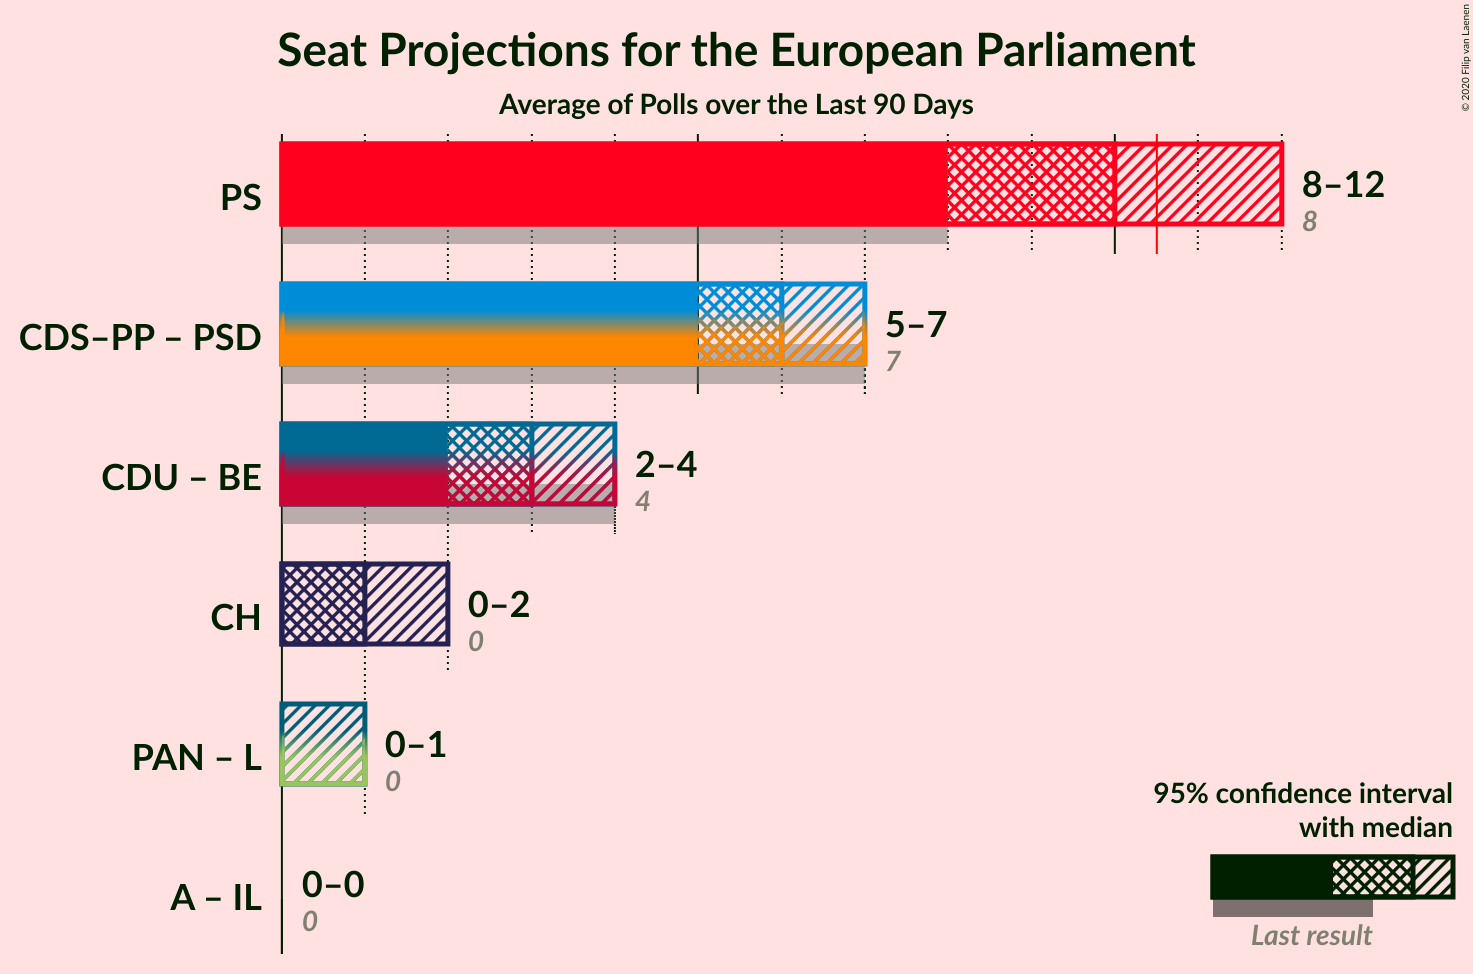 Seat Projections for the European Parliament
Average of Polls over the Last 90 Days
© 2020 Filip van Laenen
PS
8–12
8
CDS–PP – PSD
5–7
7
CDU – BE
2–4
4
CH
0–2
0
PAN – L
0–1
0
A – IL
0–0
0
95% confidence interval
with median
Last result